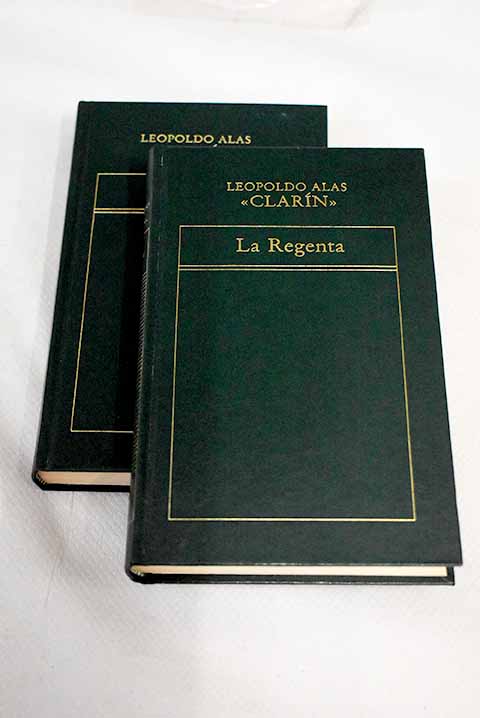 LEOPOLDO ALAS
LEOPOLDO ALAS
«CLARÍN»
La Regenta